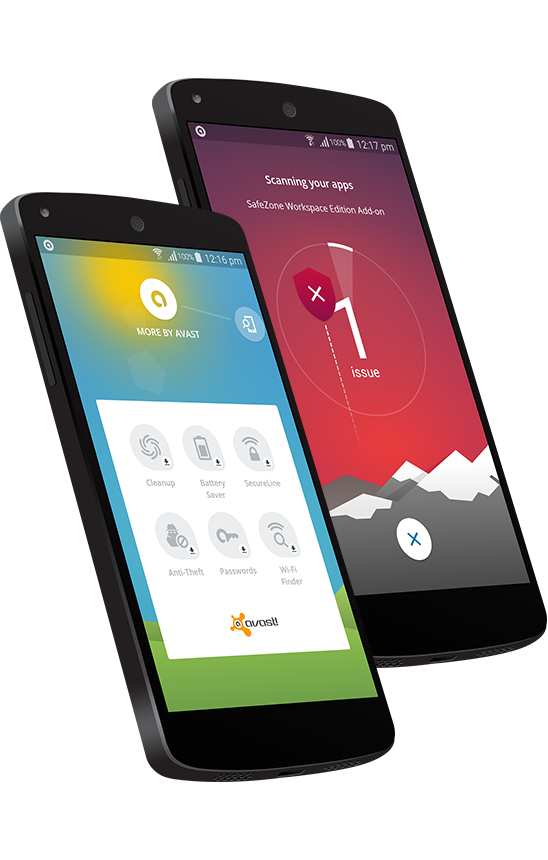 100% 12:17 pm
Scanning your apps
SafeZone Workspace Edition Add-on
1
issue
100% 12:16 pm
MORE BY AVAST
Cleanup
Battery
Saver
SecureLine
Anti-Theft
Passwords
Wi-Fi
Finder
avast!